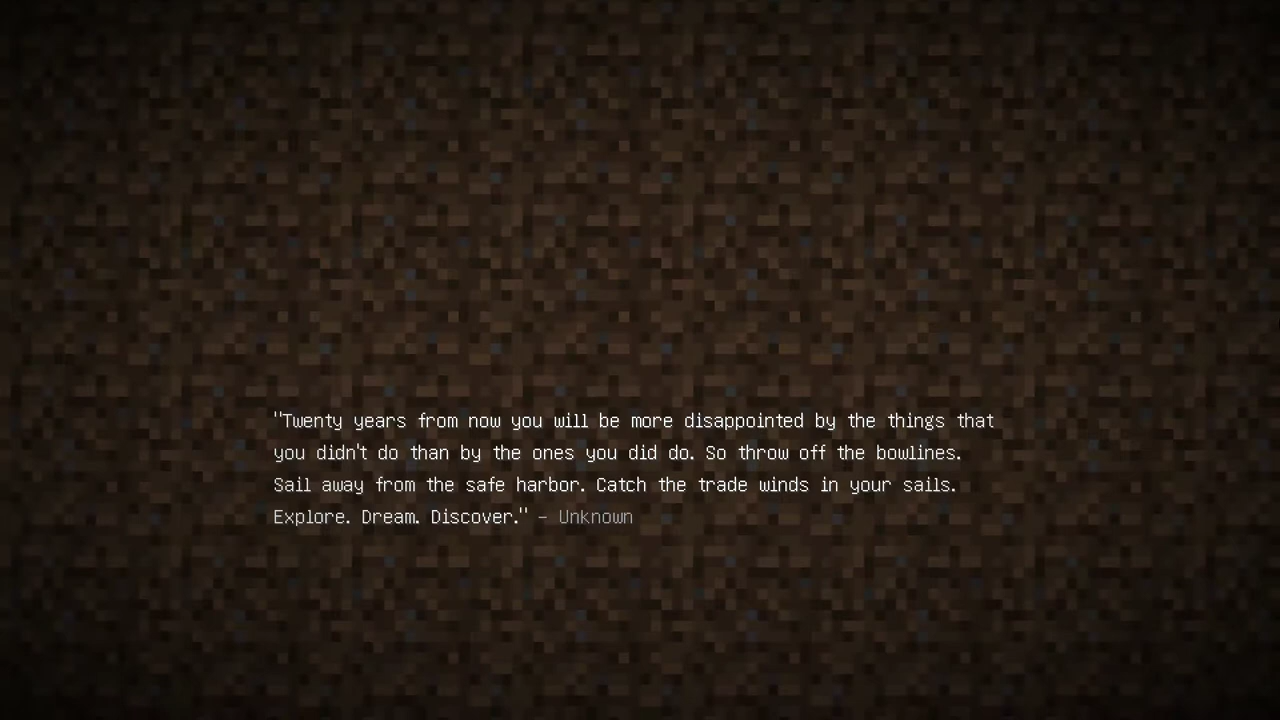 "Twenty years from now you will be more disappointed by the things that
you didn't do than by the ones you did do. So throw off the bowlines.
Sail away from the safe harbor. Catch the trade winds in your sails.
Explore. Dream. Discover." – Unknown